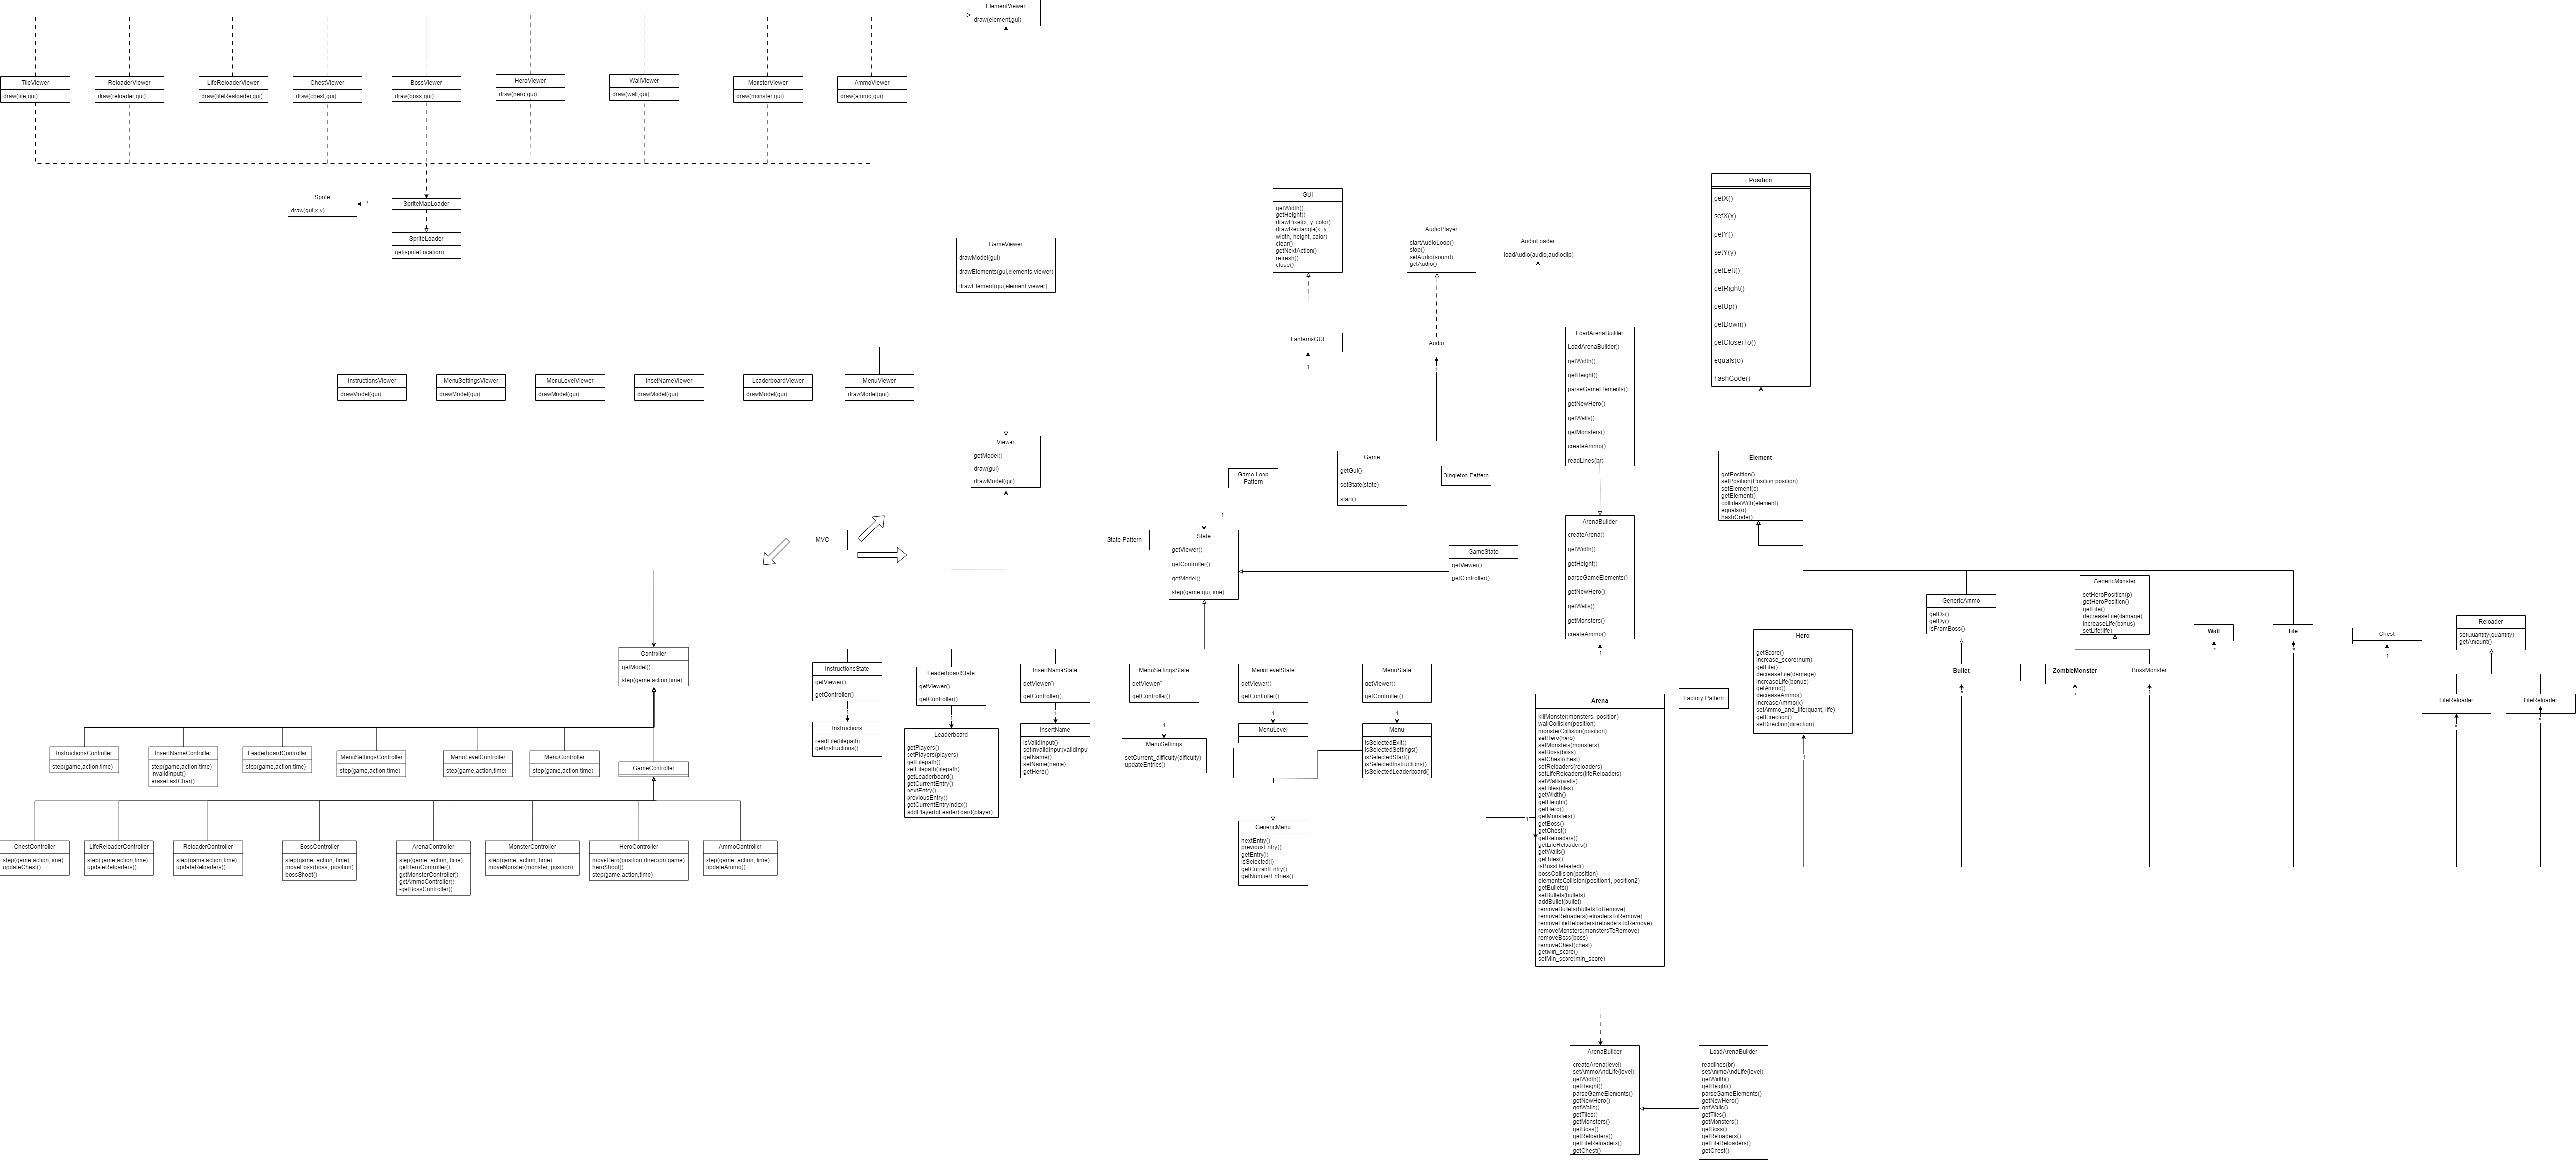 ElementViewer
draw(element,gui)
TileViewer
draw(tile,gui)
ReloaderViewer
draw(reloader,gui)
LifeReloaderViewer
draw(lifeRealoader,gui)
ChestViewer
draw(chest,gui)
BossViewer
draw(boss,gui)
HeroViewer
draw(hero,gui)
WallViewer
draw(wall,gui)
MonsterViewer
draw(monster,gui)
AmmoViewer
draw(ammo,gui)
Sprite
draw(gui,x,y)
*
SpriteMapLoader
SpriteLoader
get(spriteLocation)
GameViewer
drawModel(gui)
drawElements(gui,elements,viewer)
drawElement(gui,element,viewer)
InstructionsViewer
drawModel(gui)
MenuSettingsViewer
drawModel(gui)
MenuLevelViewer
drawModel(gui)
InsetNameViewer
drawModel(gui)
LeaderboardViewer
drawModel(gui)
MenuViewer
drawModel(gui)
Viewer
getModel()
draw(gui)
drawModel(gui)
GUI
getWidth()
getHeight()
drawPixel(x, y, color)
drawRectangle(x, y,
width, height, color)
clear()
getNextAction()
refresh()
close()
AudioPlayer
startAudioLoop()
stop()
setAudio(sound)
getAudio()
AudioLoader
loadAudio(audio,audioclip)
LanternaGUI
Audio
1
1
Game
getGui()
setState(state)
start()
Game Loop
Pattern
Singleton Pattern
MVC
State Pattern
1
State
getViewer()
getController()
getModel()
step(game,gui,time)
GameState
getViewer()
getController()
LoadArenaBuilder
LoadArenaBuilder()
getWidth()
getHeight()
parseGameElements()
getNewHero()
getWalls()
getMonsters()
createAmmo()
readLines(br)
ArenaBuilder
createArena()
getWidth()
getHeight()
parseGameElements()
getNewHero()
getWalls()
getMonsters()
createAmmo()
1
Position
getX()
setX(x)
getY()
setY(y)
getLeft()
getRight()
getUp()
getDown()
getCloserTo()
equals(o)
hashCode()
Element
getPosition()
setPosition(Position position)
setElement(c)
getElement()
collidesWith(element)
equals(o)
hashCode()
Hero
getScore()
increase_score(num)
getLife()
decreaseLife(damage)
increaseLife(bonus)
getAmmo()
decreaseAmmo()
increaseAmmo(x)
setAmmo_and_life(quant, life)
getDirection()
setDirection(direction)
1
GenericAmmo
getDx()
getDy()
isFromBoss()
Bullet
*
GenericMonster
setHeroPosition(p)
getHeroPosition()
getLife()
decreaseLife(damage)
increaseLife(bonus)
setLife(life)
ZombieMonster
*
BossMonster
1
Wall
*
Tile
*
Chest
1
Reloader
setQuantity(quantity)
getAmount()
LifeReloader
*
LifeReloader
*
Controller
getModel()
step(game,action,time)
InstructionsController
step(game,action,time)
InsertNameController
step(game,action,time)
invalidInput()
eraseLastChar()
LeaderboardController
step(game,action,time)
MenuSettingsController
step(game,action,time)
MenuLevelController
step(game,action,time)
MenuController
step(game,action,time)
GameController
ChestController
step(game,action,time)
updateChest()
LifeReloaderController
step(game,action,time)
updateReloaders()
ReloaderController
step(game,action,time)
updateReloaders()
BossController
step(game, action, time)
moveBoss(boss, position)
bossShoot()
ArenaController
step(game, action, time)
getHeroController()
getMonsterController()
getAmmoController()
-getBossController()
MonsterController
step(game, action, time)
moveMonster(monster, position)
HeroController
moveHero(position,direction,game)
heroShoot()
step(game,action,time)
AmmoController
step(game, action, time)
updateAmmo()
InstructionsState
getViewer()
getController()
1
Instructions
readFile(filepath)
getInstructions()
LeaderboardState
getViewer()
getController()
1
Leaderboard
getPlayers()
setPlayers(players)
getFilepath()
setFilepath(filepath)
getLeaderboard()
getCurrentEntry()
nextEntry()
previousEntry()
getCurrentEntryIndex()
addPlayertoLeaderboard(player)
InsertNameState
getViewer()
getController()
1
InsertName
isValidInput()
setInvalidInput(validInpu
getName()
setName(name)
getHero()
MenuSettingsState
getViewer()
getController()
1
MenuSettings
setCurrent_difficulty(dificulty)
updateEntries()
MenuLevelState
getViewer()
getController()
1
MenuLevel
MenuState
getViewer()
getController()
1
Menu
isSelectedExit()
isSelectedSettings()
isSelectedStart()
isSelectedInstructions()
isSelectedLeaderboard()
GenericMenu
nextEntry()
previousEntry()
getEntry(i)
isSelected(i)
getCurrentEntry()
getNumberEntries()
1
Arena
killMonster(monsters, position)
wallCollision(position)
monsterCollision(position)
setHero(hero)
setMonsters(monsters)
setBoss(boss)
setChest(chest)
setReloaders(reloaders)
setLifeReloaders(lifeReloaders)
setWalls(walls)
setTiles(tiles)
getWidth()
getHeight()
getHero()
getMonsters()
getBoss()
getChest()
getReloaders()
getLifeReloaders()
getWalls()
getTiles()
isBossDefeated()
bossCollision(position)
elementsCollision(position1, position2)
getBullets()
setBullets(bullets)
addBullet(bullet)
removeBullets(bulletsToRemove)
removeReloaders(reloadersToRemove)
removeLifeReloaders(reloadersToRemove)
removeMonsters(monstersToRemove)
removeBoss(boss)
removeChest(chest)
getMin_score()
setMin_score(min_score)
Factory Pattern
ArenaBuilder
createArena(level)
setAmmoAndLife(level)
getWidth()
getHeight()
parseGameElements()
getNewHero()
getWalls()
getTiles()
getMonsters()
getBoss()
getReloaders()
getLifeReloaders()
getChest()
LoadArenaBuilder
readlines(br)
setAmmoAndLife(level)
getWidth()
getHeight()
parseGameElements()
getNewHero()
getWalls()
getTiles()
getMonsters()
getBoss()
getReloaders()
getLifeReloaders()
getChest()